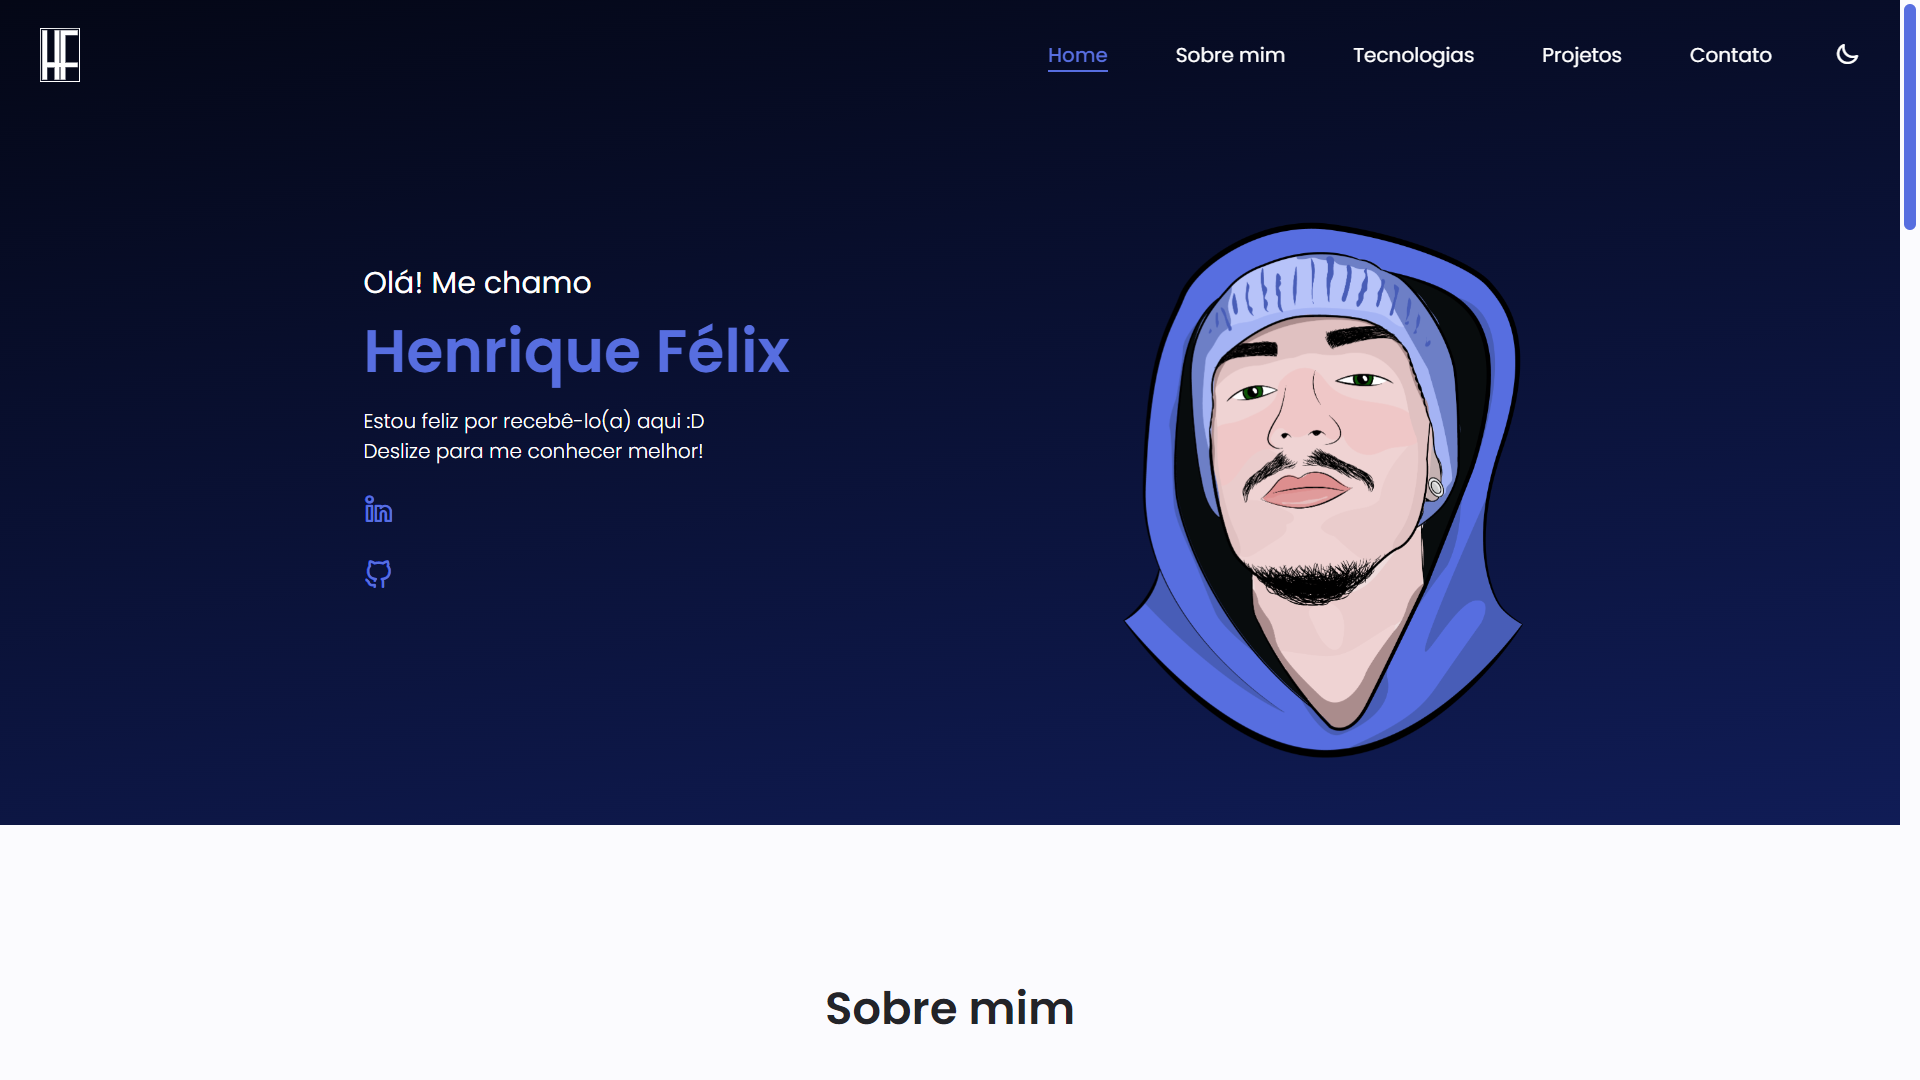 HF
Home
Sobre mim
Tecnologias
Projetos
Contato
Olá! Me chamo
Henrique Félix
Estou feliz por recebê-lo(a) aqui :D
Deslize para me conhecer melhor!
in
Sobre mim